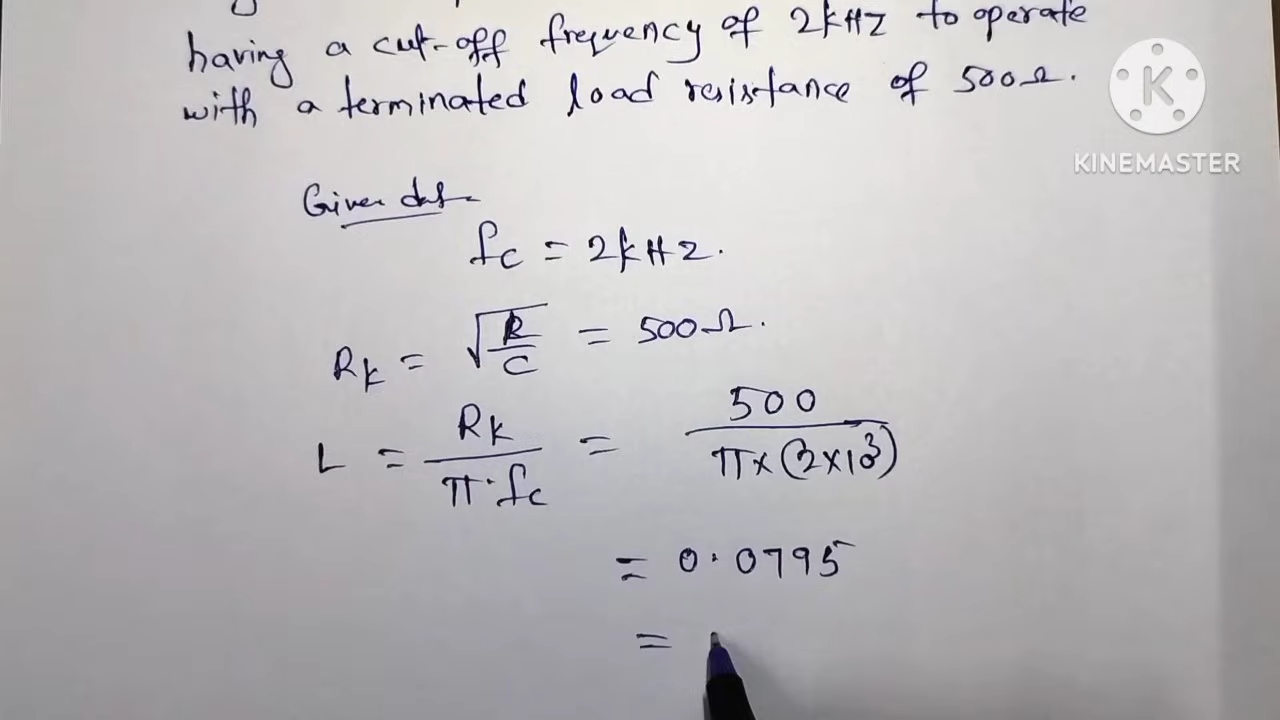 having a cut-off frequency of 2kHz to operate
with a terminated load resistance of 500Ω.
K
KINEMASTER
Given
fc = 2kHz.
RK = √R/C = 500Ω.
L = RK/π·fc = 500/π×(2×10³)
= 0.0795
=